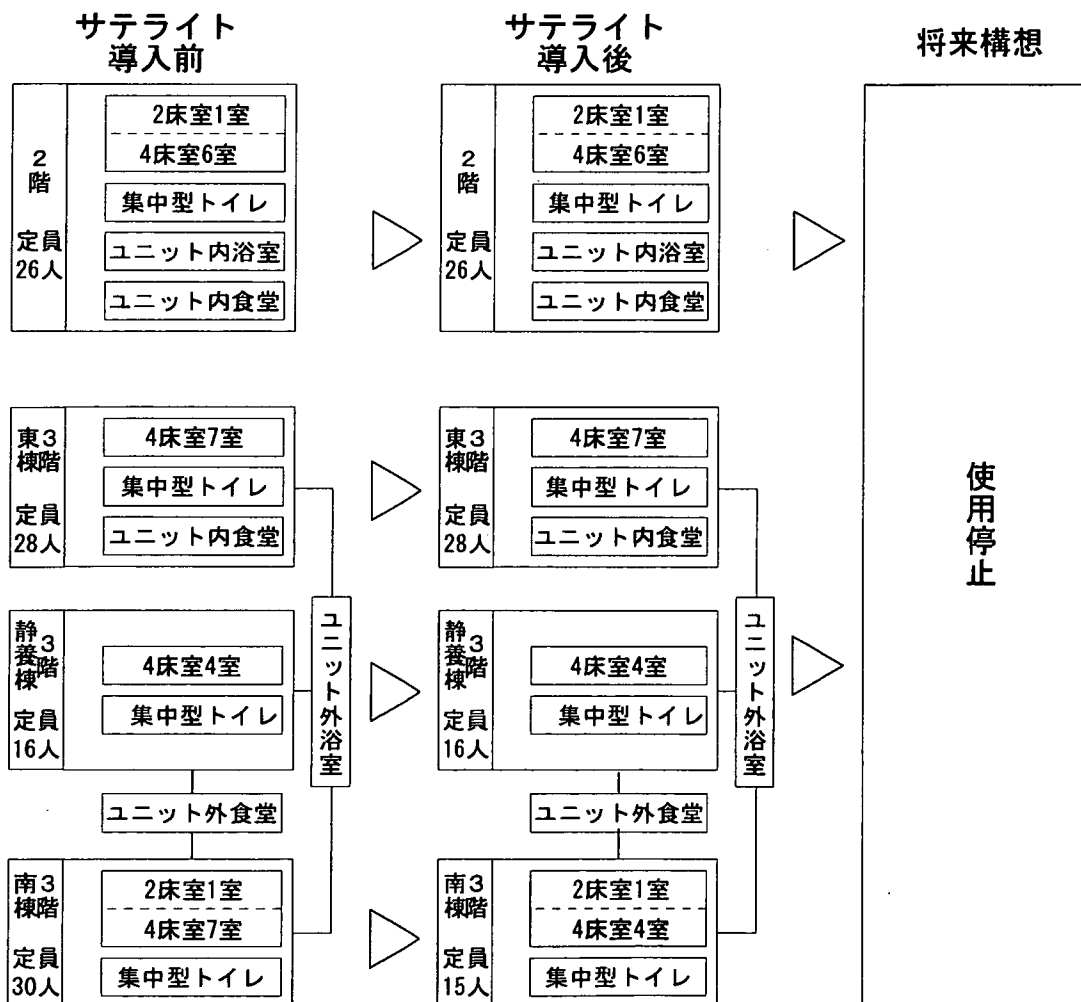 サテライト
導入前
サテライト
導入後
将来構想
2階
定員
26人
2床室1室
4床室6室
集中型トイレ
ユニット内浴室
ユニット内食堂
2階
定員
26人
2床室1室
4床室6室
集中型トイレ
ユニット内浴室
ユニット内食堂
3階
東棟
定員
28人
4床室7室
集中型トイレ
ユニット内食堂
3階
東棟
定員
28人
4床室7室
集中型トイレ
ユニット内食堂
使用停止
3階
静養棟
定員
16人
4床室4室
集中型トイレ
ユニット外浴室
3階
静養棟
定員
16人
4床室4室
集中型トイレ
ユニット外浴室
ユニット外食堂
ユニット外食堂
3階
南棟
定員
30人
2床室1室
4床室7室
集中型トイレ
3階
南棟
定員
15人
2床室1室
4床室4室
集中型トイレ